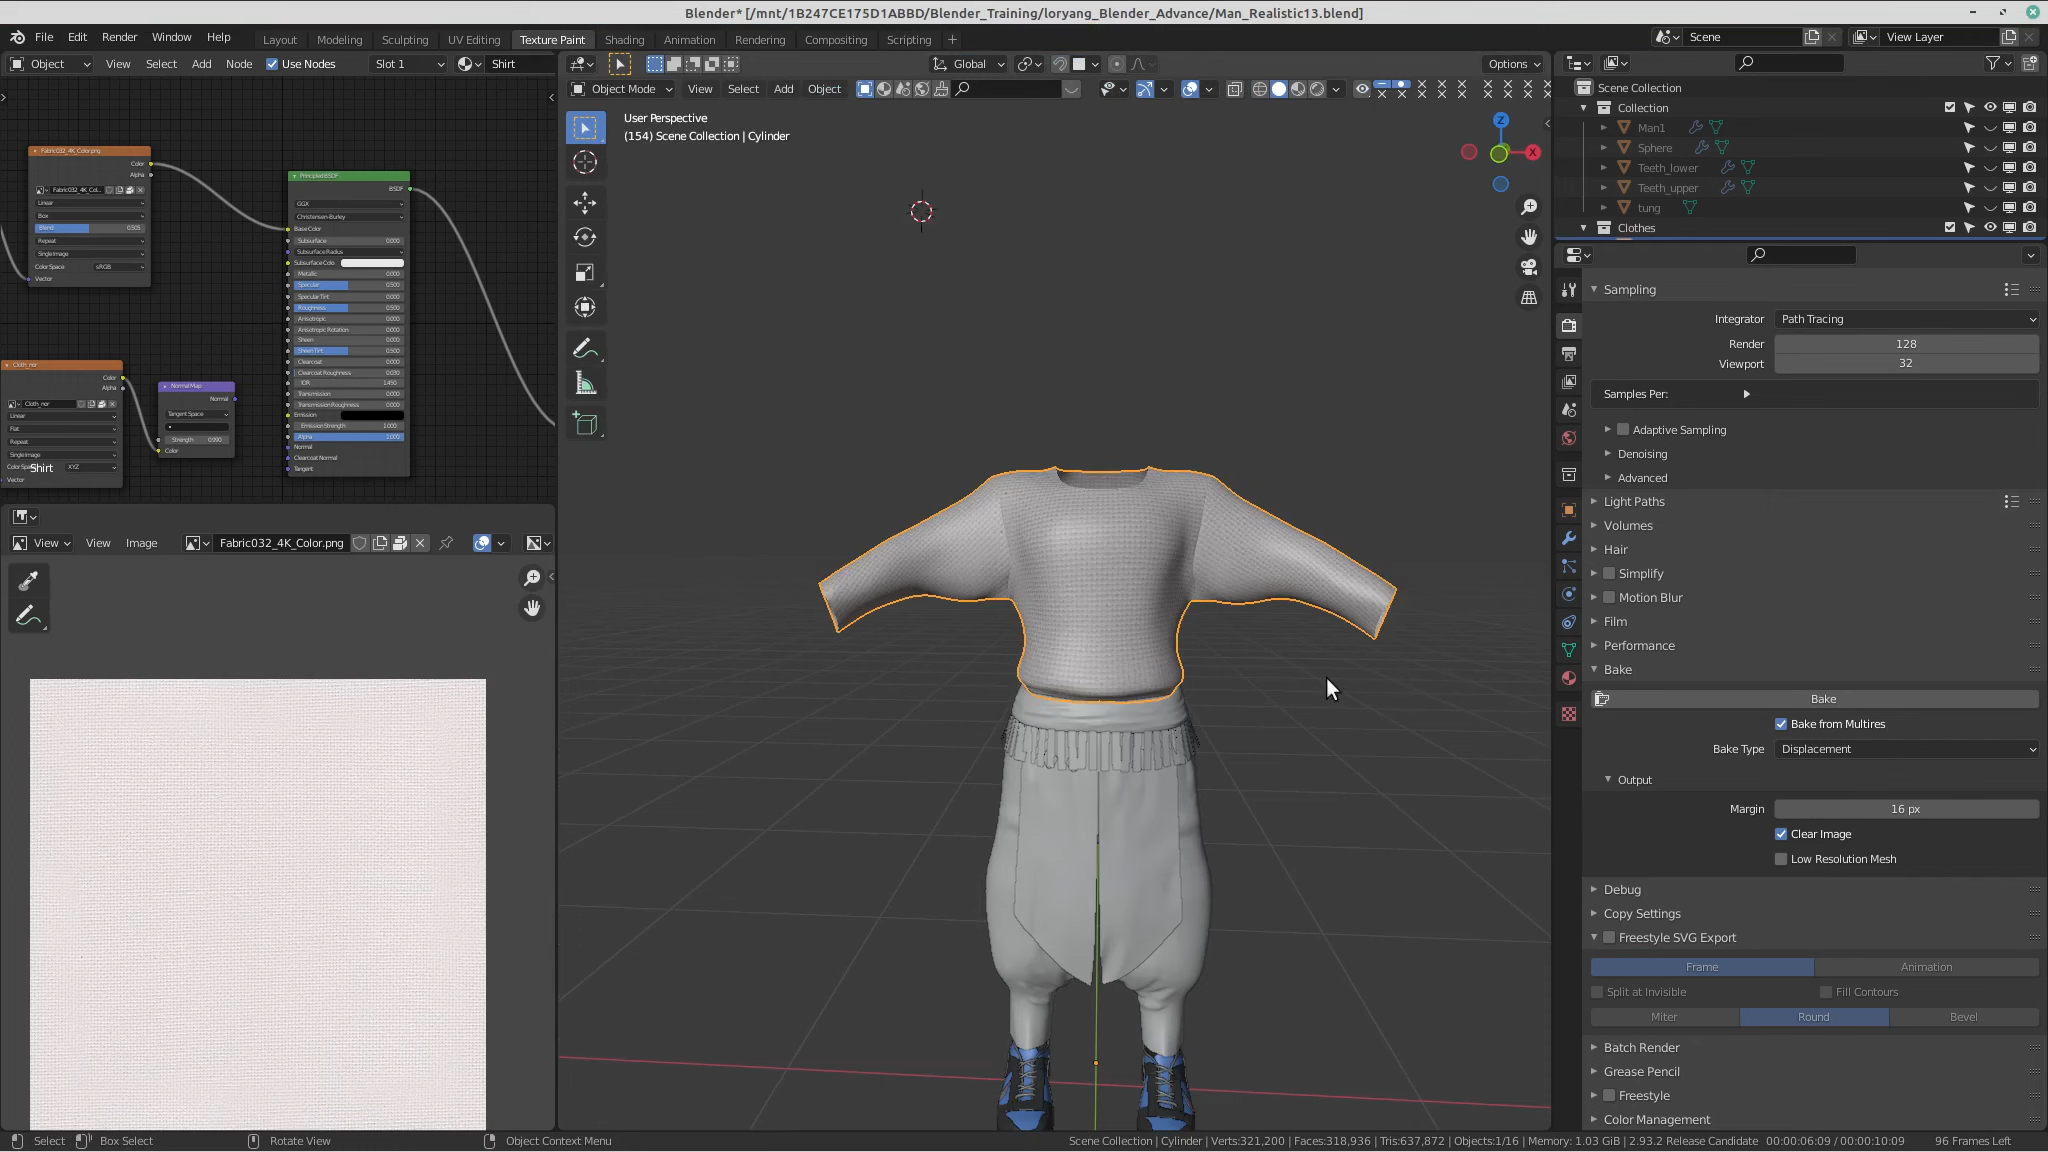 Blender* [/mnt/1B247CE175D1ABBD/Blender_Training/loryang_Blender_Advance/Man_Realistic13.blend]
File Edit Render Window Help
Layout Modeling Sculpting UV Editing Texture Paint Shading Animation Rendering Compositing Scripting +
Scene
View Layer
Object View Select Add Node Use Nodes Slot 1 Shirt
Global
Options
Object Mode View Select Add Object
User Perspective
(154) Scene Collection | Cylinder
Z
X
Fabric032_4K_Color.png
Color
Alpha
Fabric032_4K_Col...
Linear
Box
Blend 0.505
Repeat
Single Image
Color Space sRGB
Vector
Principled BSDF
BSDF
GGX
Christensen-Burley
Base Color
Subsurface 0.000
Subsurface Radius
Subsurface Colo
Metallic 0.000
Specular 0.500
Specular Tint 0.000
Roughness 0.500
Anisotropic 0.000
Anisotropic Rotation 0.000
Sheen 0.000
Sheen Tint 0.500
Clearcoat 0.000
Clearcoat Roughness 0.030
IOR 1.450
Transmission 0.000
Transmission Roughness 0.000
Emission
Emission Strength 1.000
Alpha 1.000
Normal
Clearcoat Normal
Tangent
Cloth_nor
Color
Alpha
Cloth_nor
Linear
Flat
Repeat
Single Image
Color Sp XYZ
Vector
Shirt
Normal Map
Normal
Tangent Space
Strength 0.990
Color
View View Image Fabric032_4K_Color.png
Scene Collection
Collection
Man1
Sphere
Teeth_lower
Teeth_upper
tung
Clothes
Sampling
Integrator Path Tracing
Render 128
Viewport 32
Samples Per:
Adaptive Sampling
Denoising
Advanced
Light Paths
Volumes
Hair
Simplify
Motion Blur
Film
Performance
Bake
Bake
Bake from Multires
Bake Type Displacement
Output
Margin 16 px
Clear Image
Low Resolution Mesh
Debug
Copy Settings
Freestyle SVG Export
Frame Animation
Split at Invisible Fill Contours
Miter Round Bevel
Batch Render
Grease Pencil
Freestyle
Color Management
Select Box Select Rotate View Object Context Menu
Scene Collection | Cylinder | Verts:321,200 | Faces:318,936 | Tris:637,872 | Objects:1/16 | Memory: 1.03 GiB | 2.93.2 Release Candidate 00:00:06:09 / 00:00:10:09 96 Frames Left